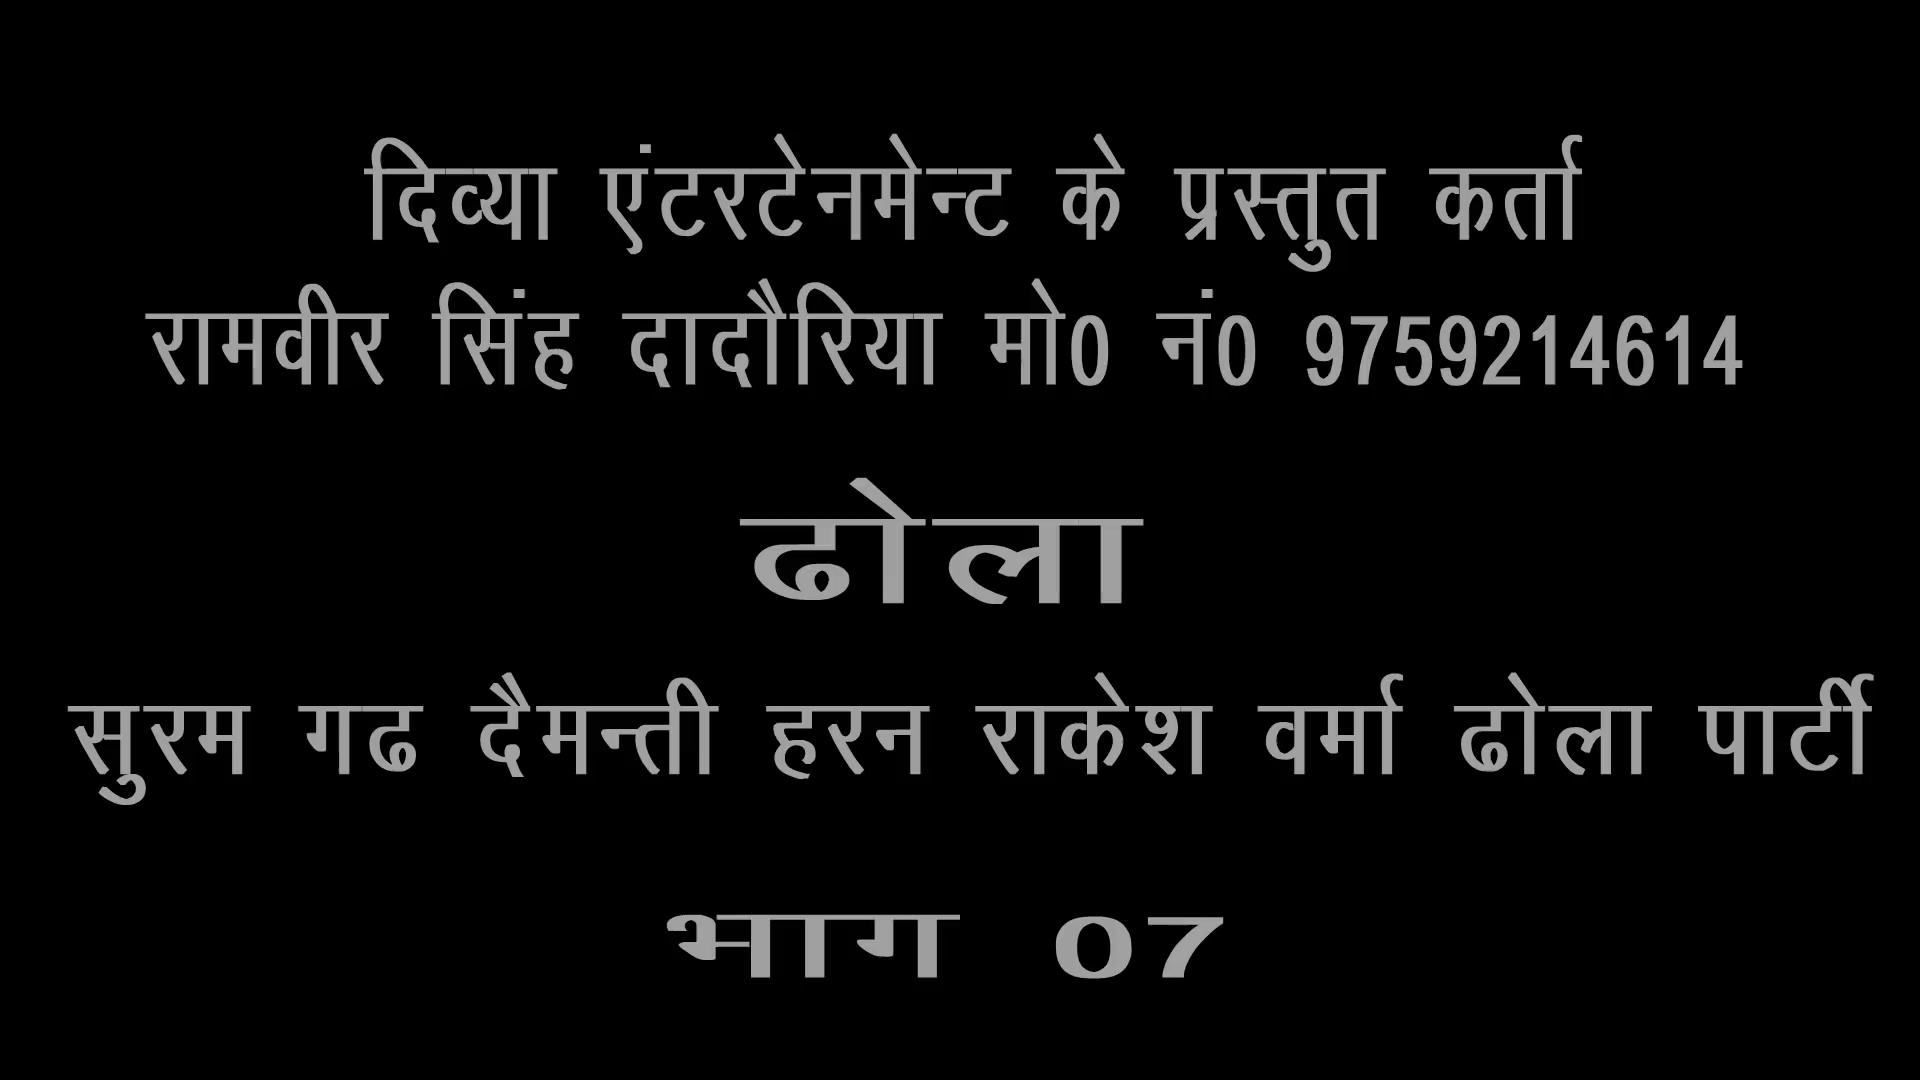 दिव्या एंटरटेनमेन्ट के प्रस्तुत कर्ता
रामवीर सिंह दादौरिया मो0 नं0 9759214614
ढोला
सुरम गढ दैमन्ती हरन राकेश वर्मा ढोला पार्टी
भाग 07